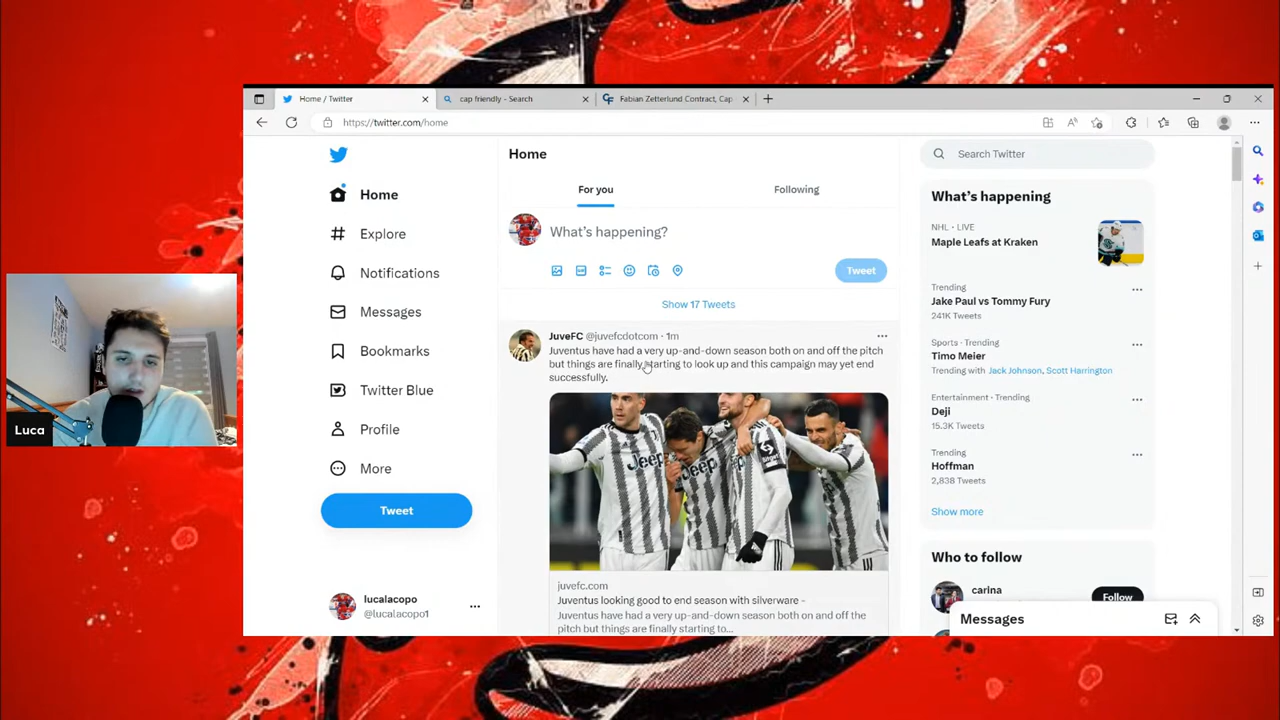 Home / Twitter
cap friendly - Search
Fabian Zetterlund Contract, Cap
https://twitter.com/home
Home
Explore
Notifications
Messages
Bookmarks
Twitter Blue
Profile
More
Tweet
lucalacopo
@lucalacopo1
Home
For you
Following
What's happening?
GIF
Tweet
Show 17 Tweets
JuveFC @juvefcdotcom · 1m
Juventus have had a very up-and-down season both on and off the pitch
but things are finally starting to look up and this campaign may yet end
successfully.
Jeep
Jeep
Jeep
juvefc.com
Juventus looking good to end season with silverware -
Juventus have had a very up-and-down season both on and off the
pitch but things are finally starting to...
Search Twitter
What's happening
NHL · LIVE
Maple Leafs at Kraken
Trending
Jake Paul vs Tommy Fury
241K Tweets
Sports · Trending
Timo Meier
Trending with Jack Johnson, Scott Harrington
Entertainment · Trending
Deji
15.3K Tweets
Trending
Hoffman
2,838 Tweets
Show more
Who to follow
carina
Follow
Messages
Luca